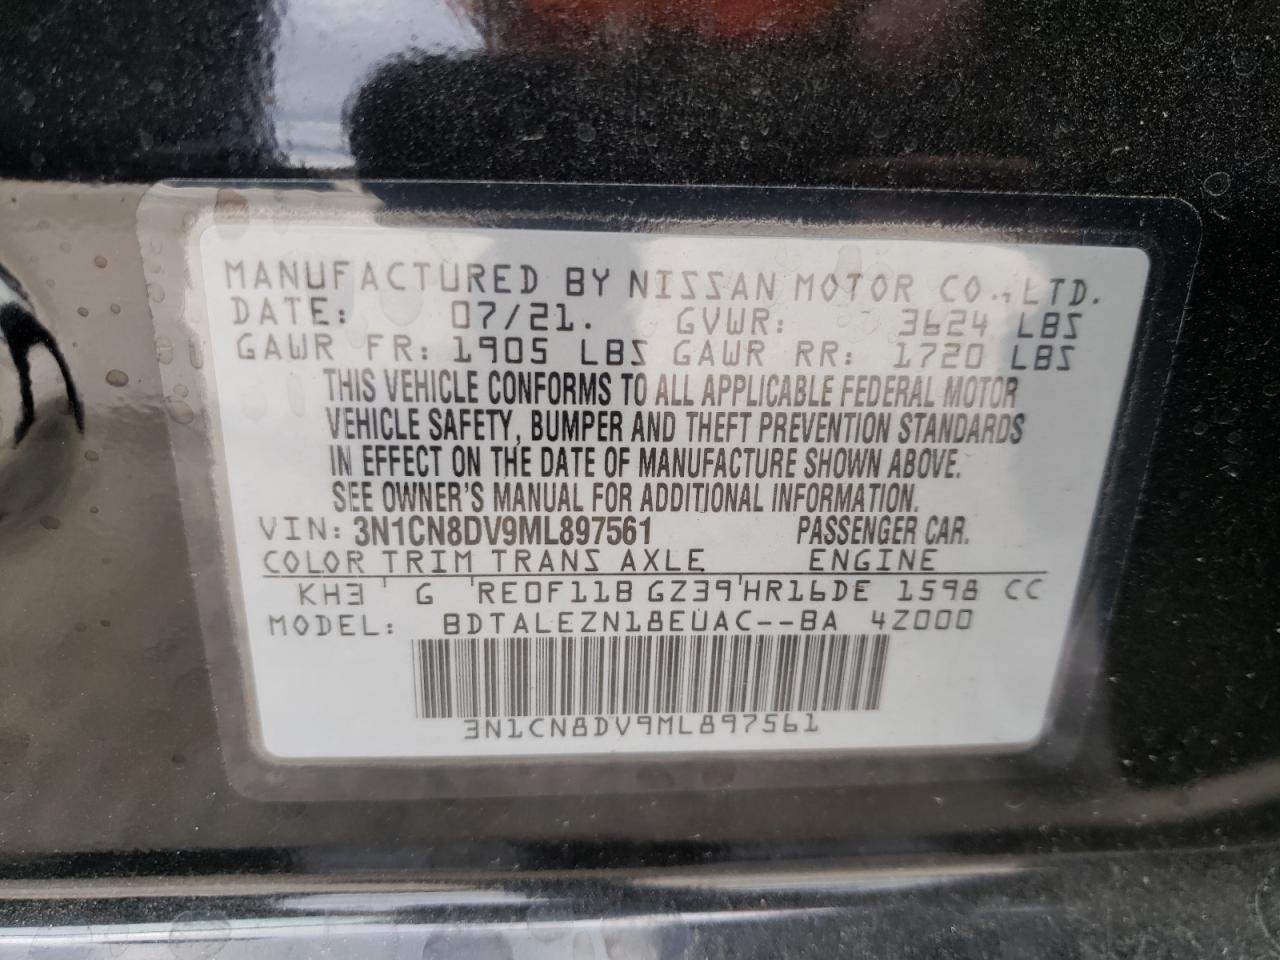 MANUFACTURED BY NISSAN MOTOR CO., LTD.
DATE: 07/21. GVWR: 3624 LBS
GAWR FR: 1905 LBS GAWR RR: 1720 LBS
THIS VEHICLE CONFORMS TO ALL APPLICABLE FEDERAL MOTOR
VEHICLE SAFETY, BUMPER AND THEFT PREVENTION STANDARDS
IN EFFECT ON THE DATE OF MANUFACTURE SHOWN ABOVE.
SEE OWNER'S MANUAL FOR ADDITIONAL INFORMATION.
VIN: 3N1CN8DV9ML897561 PASSENGER CAR.
COLOR TRIM TRANS AXLE ENGINE
KH3 ' G 'RE0F11B GZ39'HR16DE 1598 CC
MODEL: BDTALEZN18EUAC--BA 4Z000
3N1CN8DV9ML897561